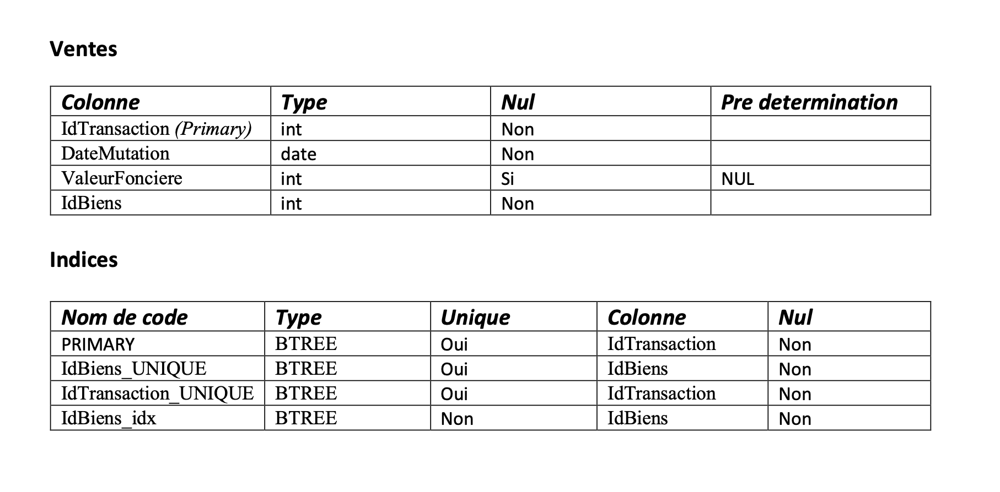 Ventes
Colonne Type Nul Pre determination
IdTransaction (Primary) int Non
DateMutation date Non
ValeurFonciere int Si NUL
IdBiens int Non
Indices
Nom de code Type Unique Colonne Nul
PRIMARY BTREE Oui IdTransaction Non
IdBiens_UNIQUE BTREE Oui IdBiens Non
IdTransaction_UNIQUE BTREE Oui IdTransaction Non
IdBiens_idx BTREE Non IdBiens Non